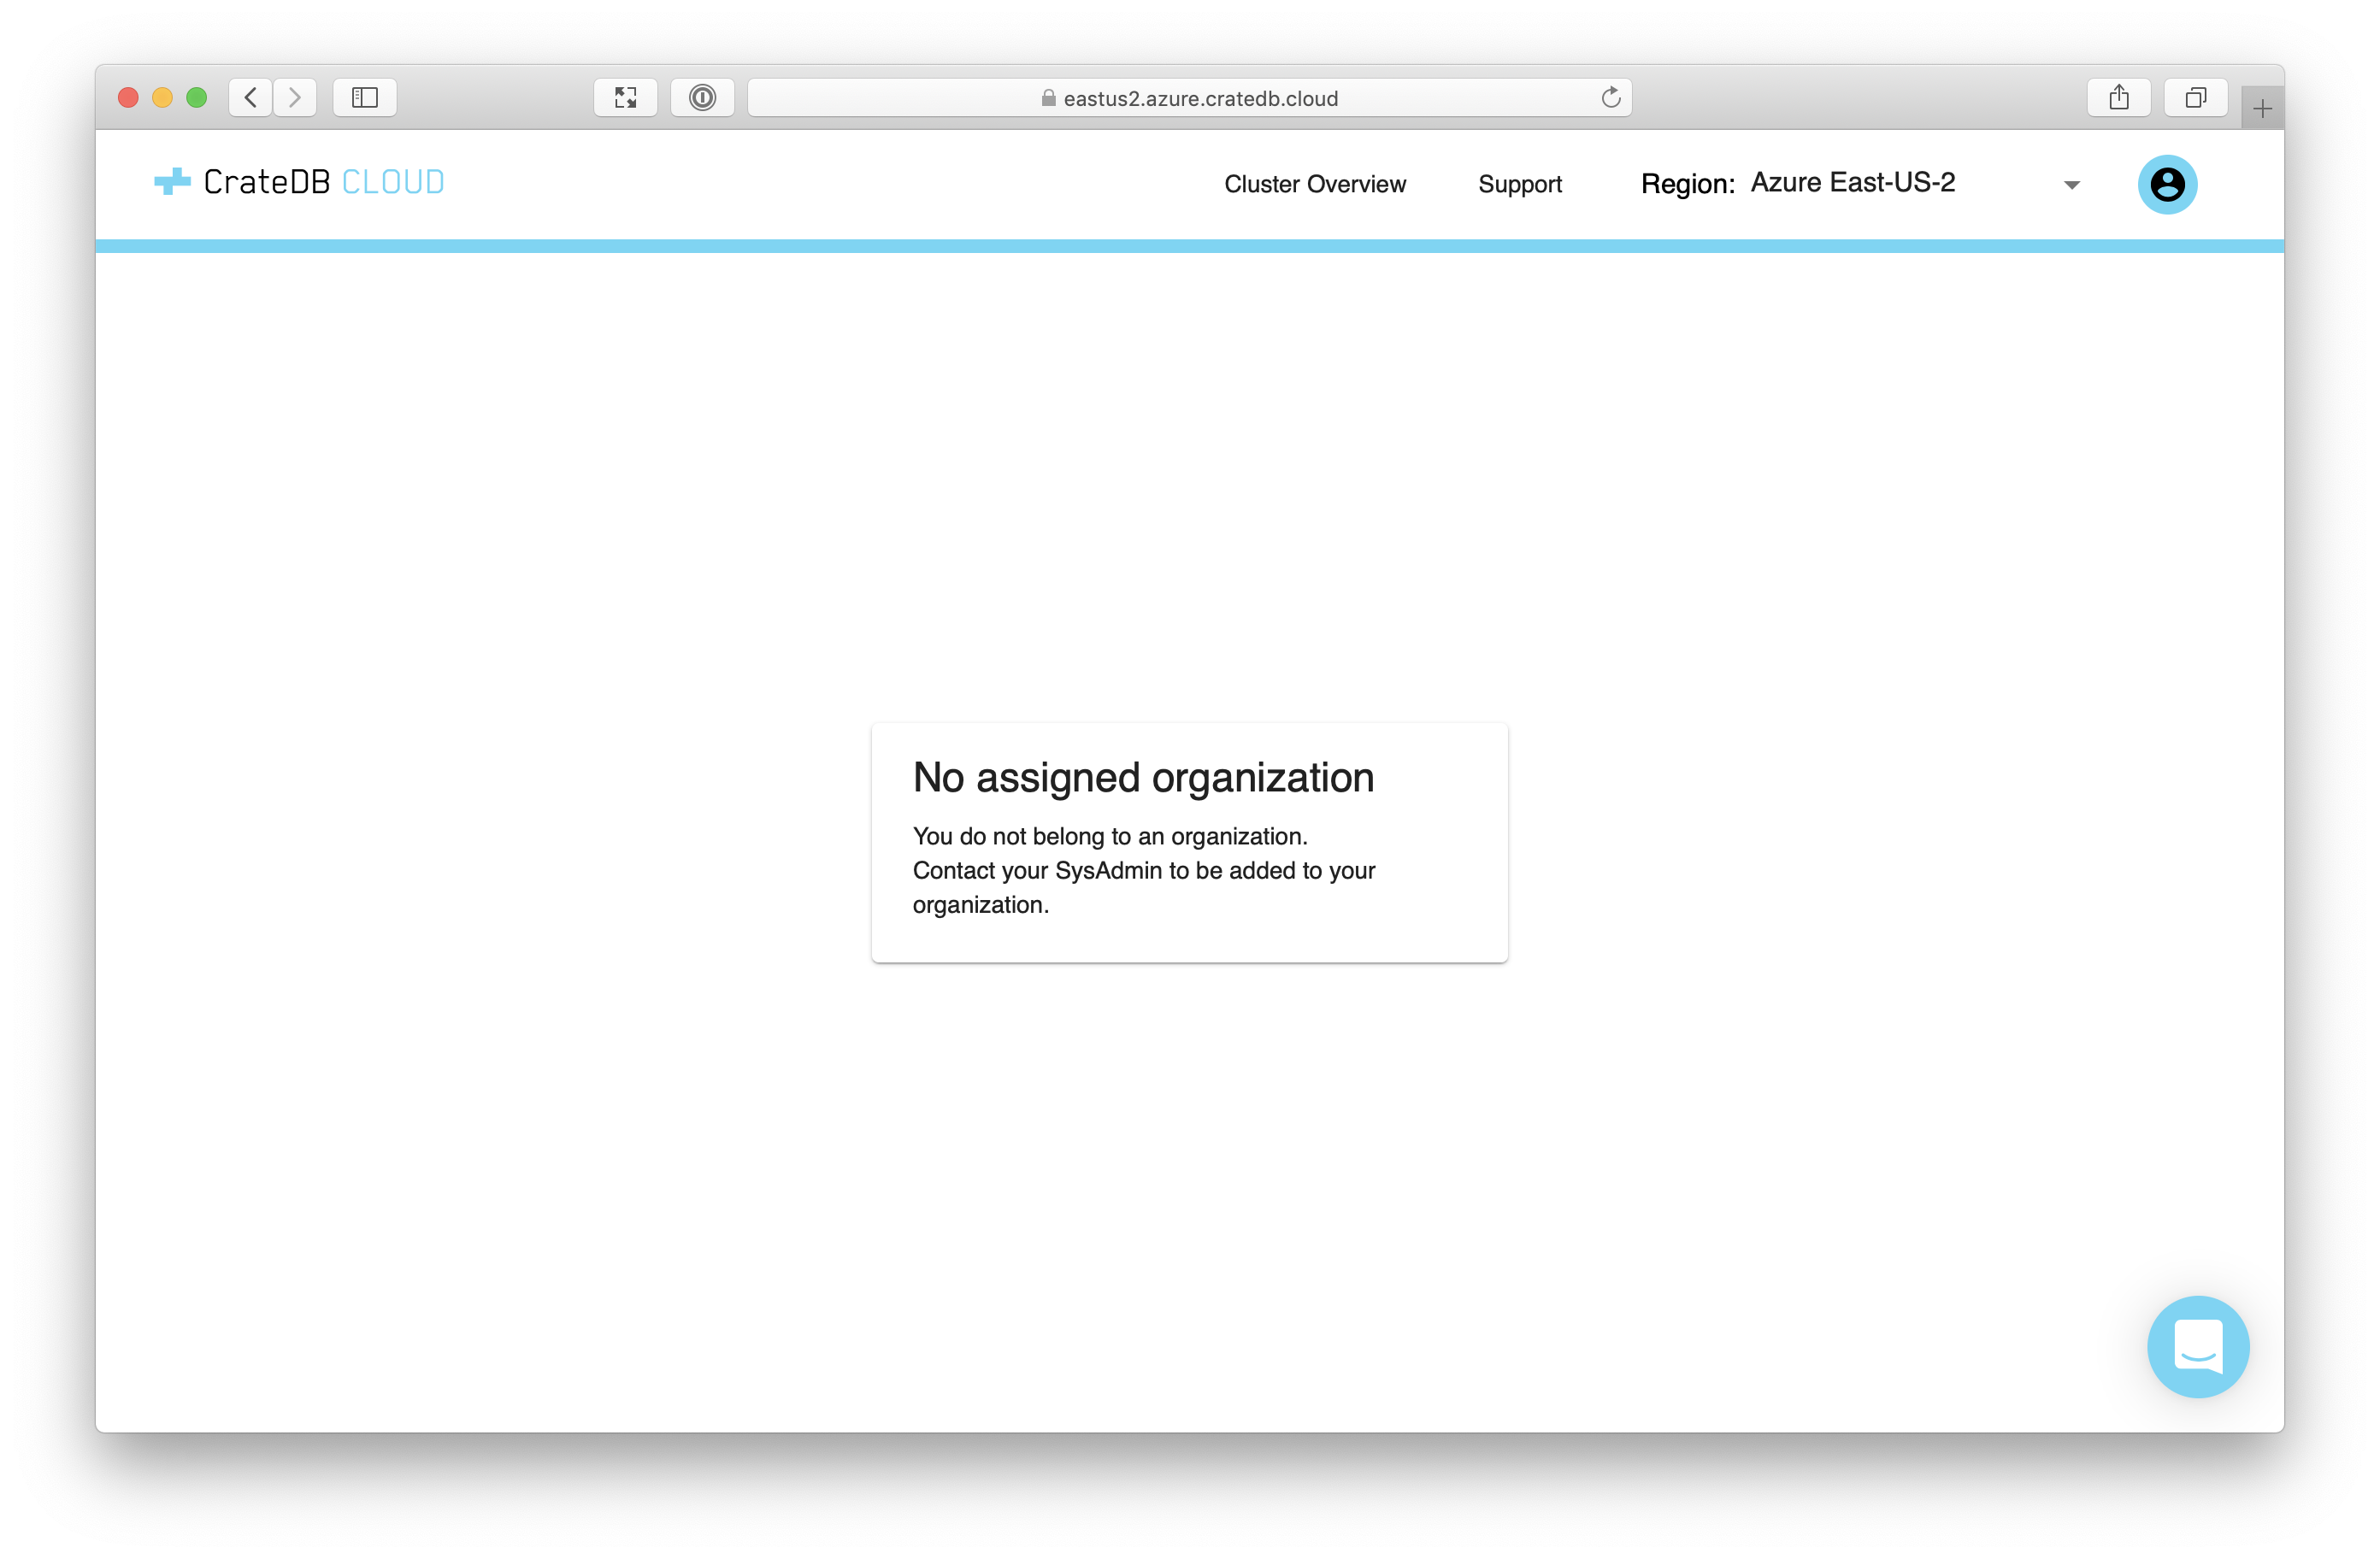 eastus2.azure.cratedb.cloud
CrateDB CLOUD
Cluster Overview
Support
Region: Azure East-US-2
No assigned organization
You do not belong to an organization.
Contact your SysAdmin to be added to your
organization.